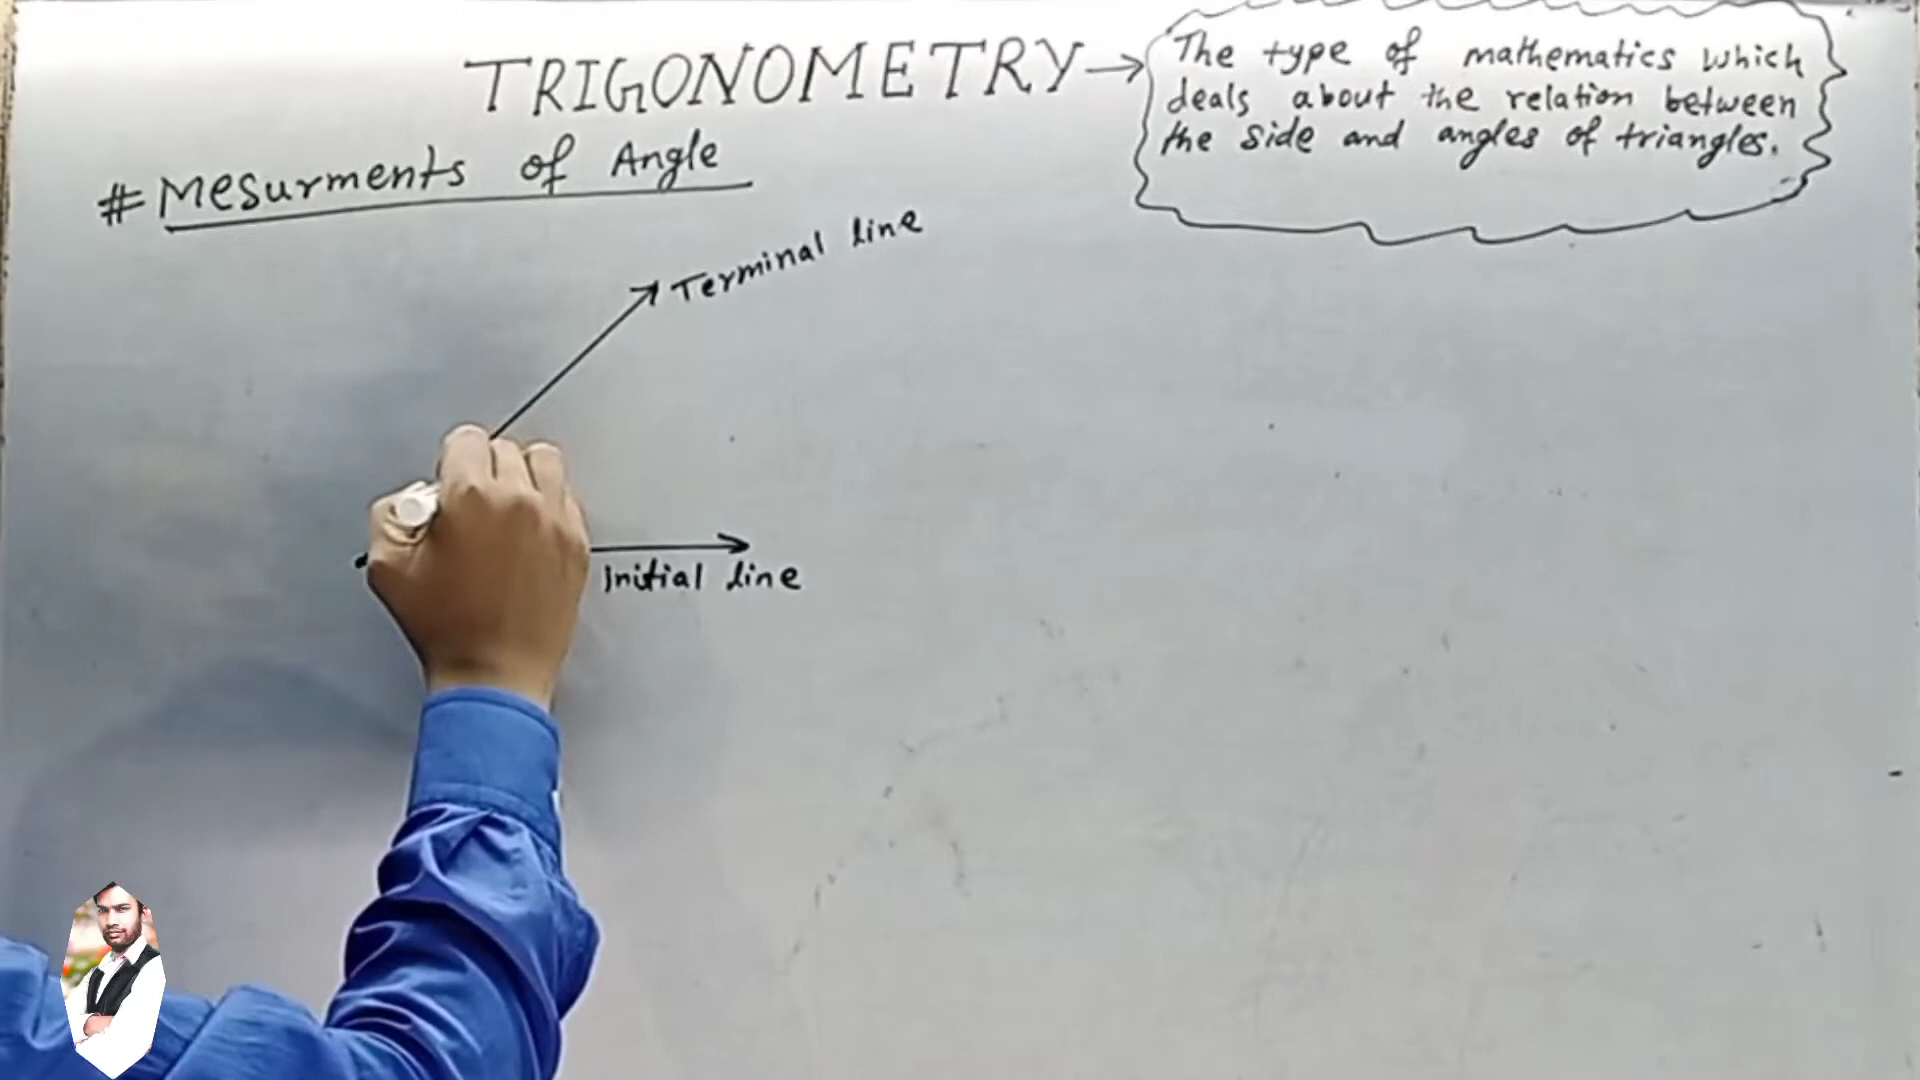 TRIGONOMETRY →
The type of mathematics which
deals about the relation between
the side and angles of triangles.
# Mesurments of Angle
Terminal line
Initial line